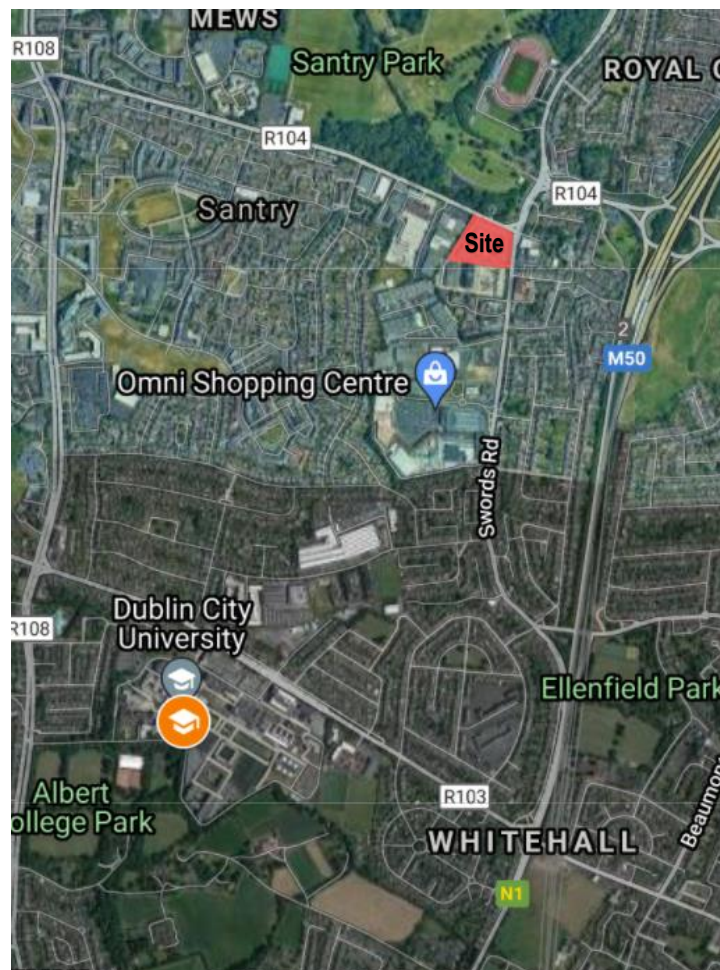 MEWS
R108
Santry Park
ROYAL
R104
Santry
R104
Site
2
M50
Omni Shopping Centre
Swords Rd
Dublin City
University
R108
Ellenfield Park
Albert
ollege Park
R103
Beaumon
WHITEHALL
N1